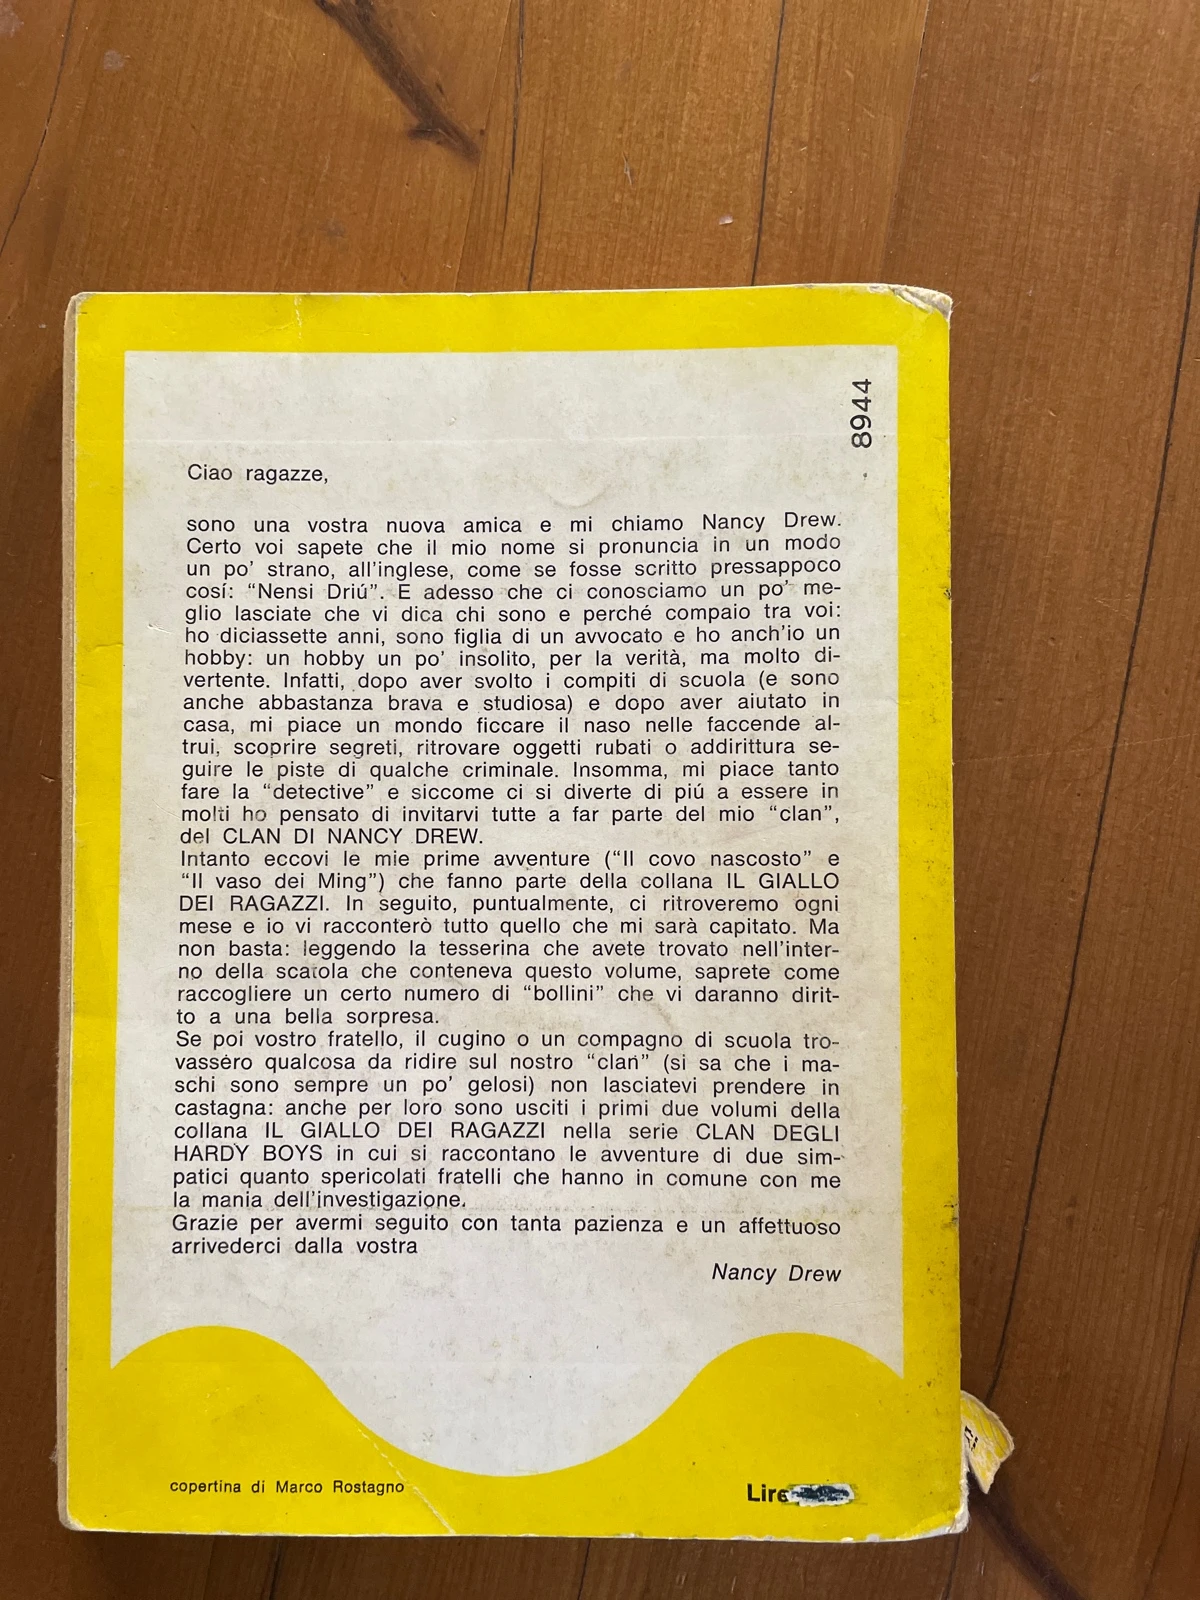 8944
Ciao ragazze,
sono una vostra nuova amica e mi chiamo Nancy Drew.
Certo voi sapete che il mio nome si pronuncia in un modo
un po' strano, all'inglese, come se fosse scritto pressappoco
cosí: “Nensi Driú”. E adesso che ci conosciamo un po' me-
glio lasciate che vi dica chi sono e perché compaio tra voi:
ho diciassette anni, sono figlia di un avvocato e ho anch'io un
hobby: un hobby un po' insolito, per la verità, ma molto di-
vertente. Infatti, dopo aver svolto i compiti di scuola (e sono
anche abbastanza brava e studiosa) e dopo aver aiutato in
casa, mi piace un mondo ficcare il naso nelle faccende al-
trui, scoprire segreti, ritrovare oggetti rubati o addirittura se-
guire le piste di qualche criminale. Insomma, mi piace tanto
fare la “detective” e siccome ci si diverte di piú a essere in
molti ho pensato di invitarvi tutte a far parte del mio “clan”,
del CLAN DI NANCY DREW.
Intanto eccovi le mie prime avventure (“Il covo nascosto” e
“Il vaso dei Ming”) che fanno parte della collana IL GIALLO
DEI RAGAZZI. In seguito, puntualmente, ci ritroveremo ogni
mese e io vi racconterò tutto quello che mi sarà capitato. Ma
non basta: leggendo la tesserina che avete trovato nell'inter-
no della scatola che conteneva questo volume, saprete come
raccogliere un certo numero di “bollini” che vi daranno dirit-
to a una bella sorpresa.
Se poi vostro fratello, il cugino o un compagno di scuola tro-
vassero qualcosa da ridire sul nostro “clan” (si sa che i ma-
schi sono sempre un po' gelosi) non lasciatevi prendere in
castagna: anche per loro sono usciti i primi due volumi della
collana IL GIALLO DEI RAGAZZI nella serie CLAN DEGLI
HARDY BOYS in cui si raccontano le avventure di due sim-
patici quanto spericolati fratelli che hanno in comune con me
la mania dell'investigazione.
Grazie per avermi seguito con tanta pazienza e un affettuoso
arrivederci dalla vostra
Nancy Drew
copertina di Marco Rostagno
Lire